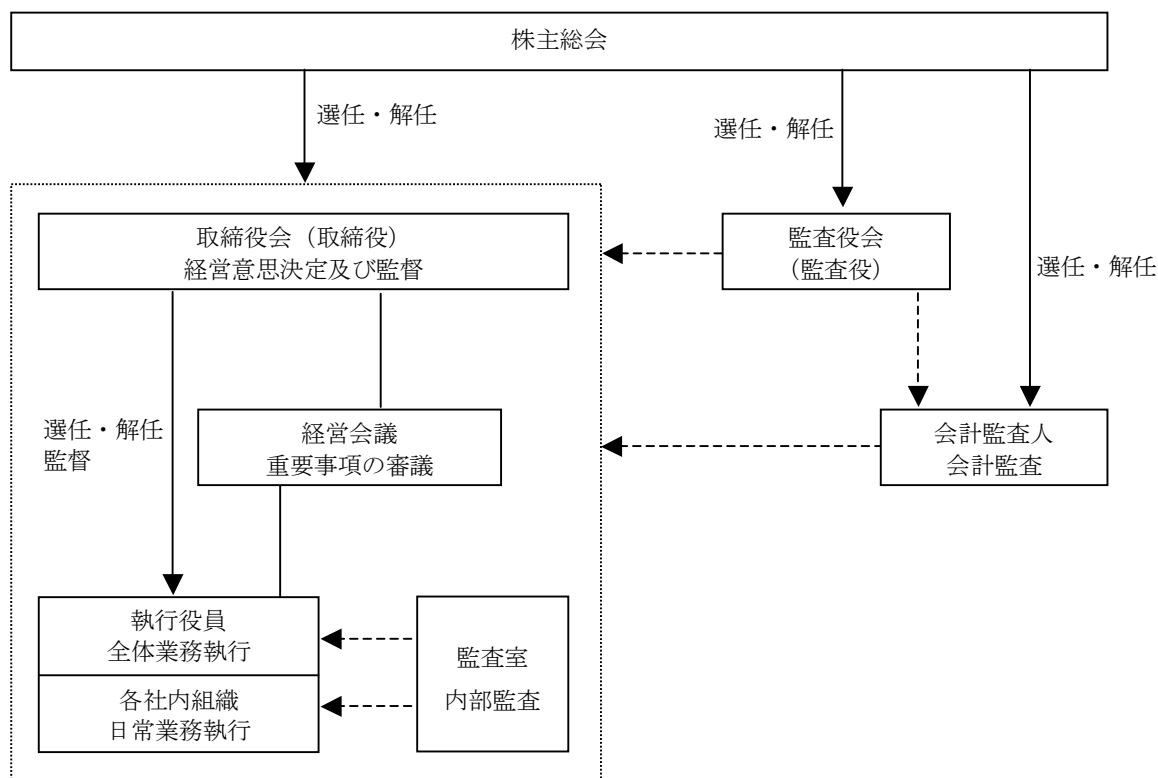 株主総会
選任・解任
選任・解任
取締役会（取締役）
経営意思決定及び監督
監査役会
（監査役）
選任・解任
選任・解任
監督
経営会議
重要事項の審議
会計監査人
会計監査
執行役員
全体業務執行
監査室
内部監査
各社内組織
日常業務執行